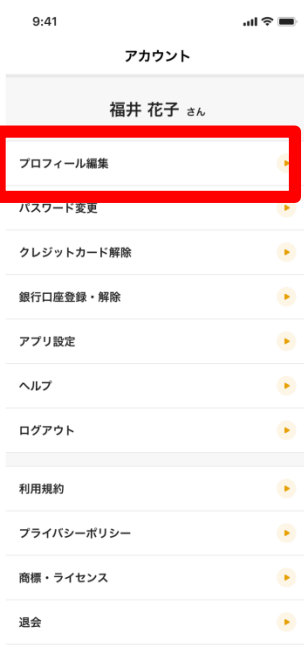 9:41
アカウント
福井 花子 さん
プロフィール編集
パスワード変更
クレジットカード解除
銀行口座登録・解除
アプリ設定
ヘルプ
ログアウト
利用規約
プライバシーポリシー
商標・ライセンス
退会